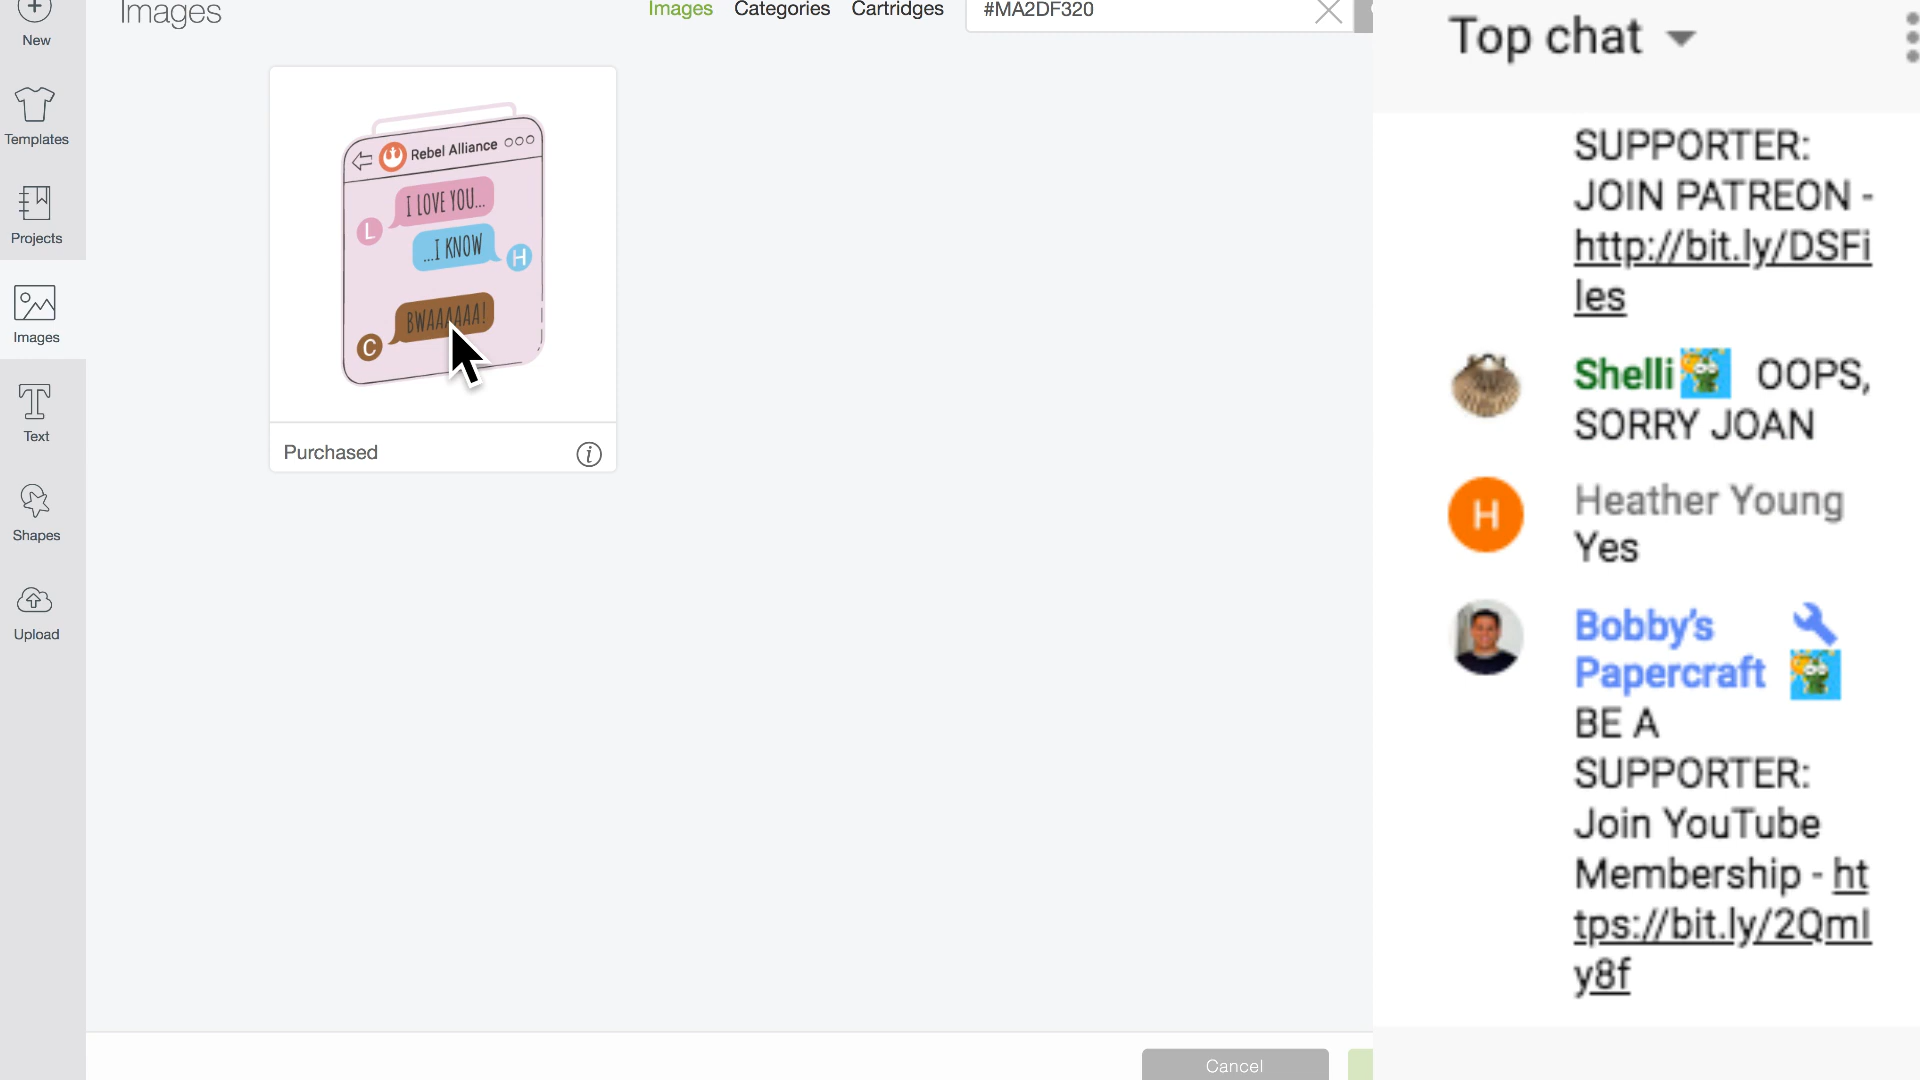 New
Templates
Projects
Images
Text
Shapes
Upload
Images
Images Categories Cartridges #MA2DF320
Rebel Alliance
I LOVE YOU...
L
...I KNOW
H
BWAAAAAA!
C
Purchased
i
Cancel
Top chat
SUPPORTER:
JOIN PATREON -
http://bit.ly/DSFi
les
Shelli OOPS,
SORRY JOAN
H
Heather Young
Yes
Bobby's
Papercraft
BE A
SUPPORTER:
Join YouTube
Membership - ht
tps://bit.ly/2Qml
y8f